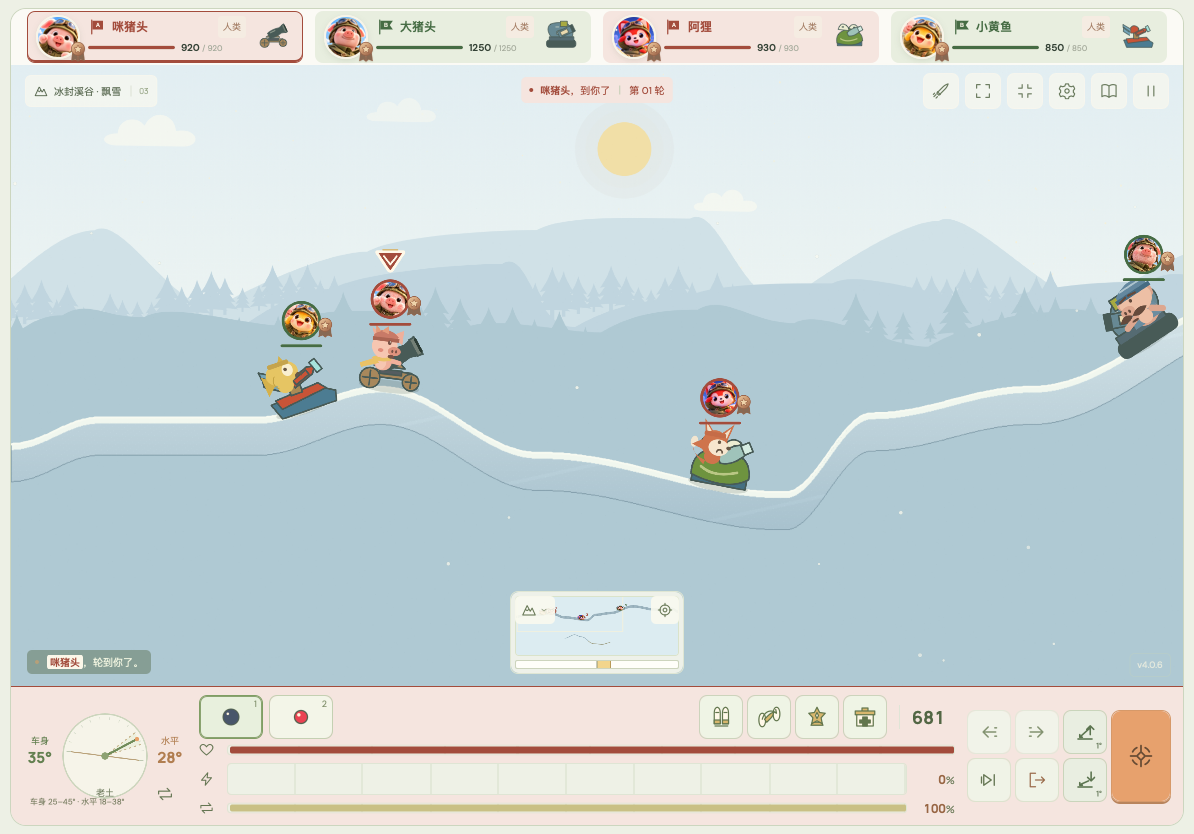 A 咪猪头 人类
920 / 920
B 大猪头 人类
1250 / 1250
A 阿狸 人类
930 / 930
B 小黄鱼 人类
850 / 850
冰封溪谷 · 飘雪 03
咪猪头，到你了 第 01 轮
咪猪头，轮到你了。
v4.0.6
1
2
681
车身
35°
水平
28°
老土
车身 25–45° · 水平 18–38°
0%
100%
1°
1°